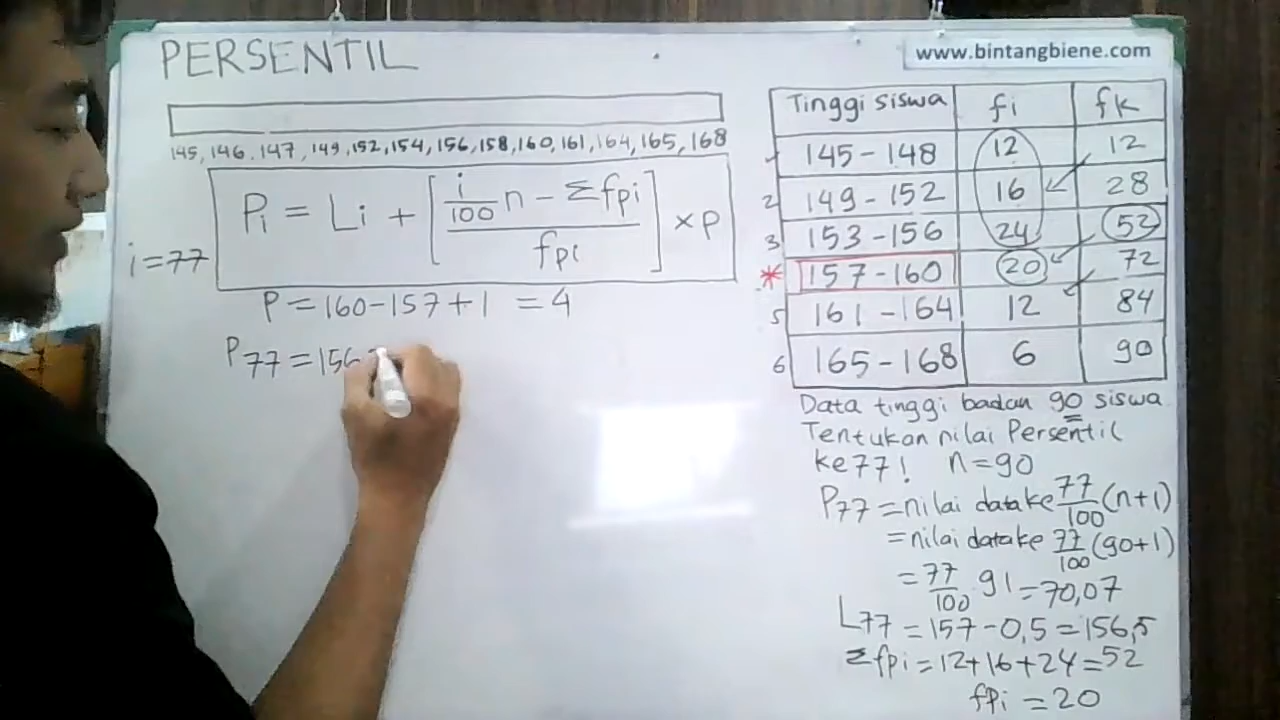 PERSENTIL
www.bintangbiene.com
145, 146, 147, 149, 152, 154, 156, 158, 160, 161, 164, 165, 168
Pi = Li + [ i/100 n − Σfpi / fpi ] × p
i = 77
P = 160 − 157 + 1 = 4
P77 = 156
Tinggi siswa fi fk
145 − 148 12 12
2 149 − 152 16 28
3 153 − 156 24 52
* 157 − 160 20 72
5 161 − 164 12 84
6 165 − 168 6 90
Data tinggi badan 90 siswa
Tentukan nilai Persentil
ke 77! n = 90
P77 = nilai data ke 77/100 (n+1)
= nilai data ke 77/100 (90+1)
= 77/100 91 = 70,07
L77 = 157 − 0,5 = 156,5
Σfpi = 12 + 16 + 24 = 52
fpi = 20